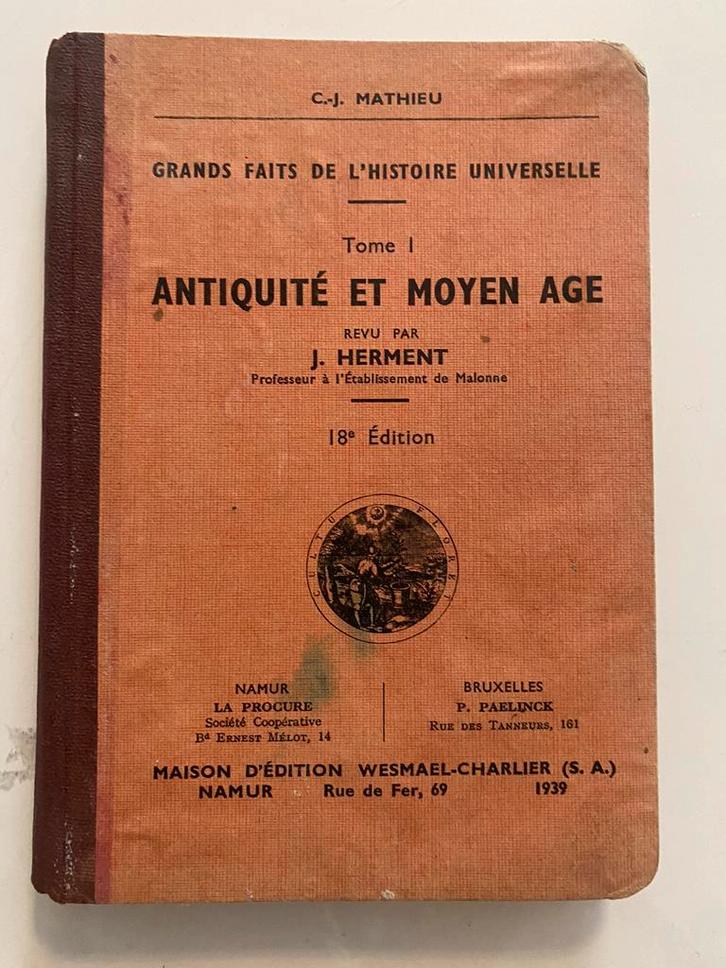 C.-J. MATHIEU
GRANDS FAITS DE L'HISTOIRE UNIVERSELLE
Tome I
ANTIQUITÉ ET MOYEN AGE
REVU PAR
J. HERMENT
Professeur à l'Établissement de Malonne
18e Édition
CULTU FLORET
NAMUR
LA PROCURE
Société Coopérative
Bd ERNEST MÉLOT, 14
BRUXELLES
P. PAELINCK
RUE DES TANNEURS, 161
MAISON D'ÉDITION WESMAEL-CHARLIER (S. A.)
NAMUR Rue de Fer, 69 1939